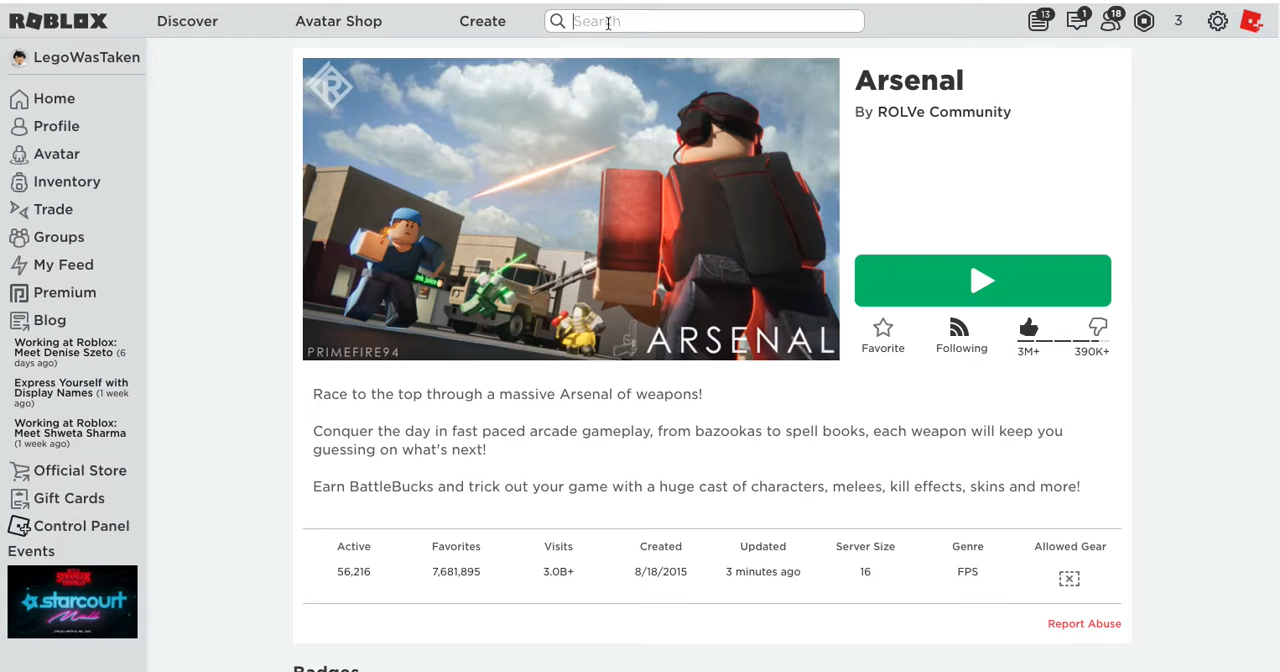 ROBLOX
Discover
Avatar Shop
Create
Search
13
1
18
3
LegoWasTaken
Home
Profile
Avatar
Inventory
Trade
Groups
My Feed
Premium
Blog
Working at Roblox:
Meet Denise Szeto (6
days ago)
Express Yourself with
Display Names (1 week
ago)
Working at Roblox:
Meet Shweta Sharma
(1 week ago)
Official Store
Gift Cards
Control Panel
Events
STRANGER
THINGS
starcourt
Mall
R
PRIMEFIRE94
ARSENAL
Arsenal
By ROLVe Community
Favorite
Following
3M+
390K+
Race to the top through a massive Arsenal of weapons!
Conquer the day in fast paced arcade gameplay, from bazookas to spell books, each weapon will keep you
guessing on what's next!
Earn BattleBucks and trick out your game with a huge cast of characters, melees, kill effects, skins and more!
Active Favorites Visits Created Updated Server Size Genre Allowed Gear
56,216 7,681,895 3.0B+ 8/18/2015 3 minutes ago 16 FPS
Report Abuse
Badges